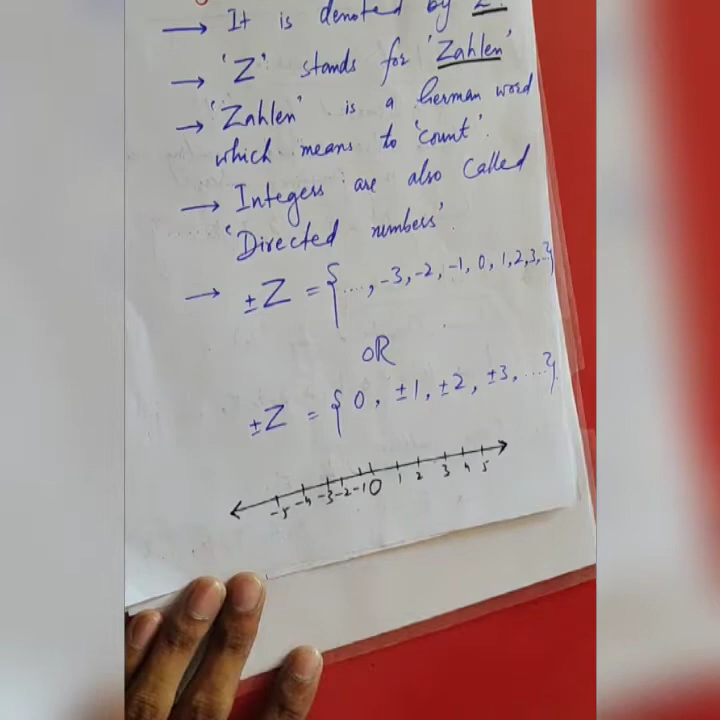 → It is denoted by Z.
→ 'Z' stands for 'Zahlen'
→ 'Zahlen' is a German word
which means to 'count'.
→ Integers are also called
'Directed numbers'.
→ ±Z = {...., -3, -2, -1, 0, 1, 2, 3, ..}
OR
±Z = { 0, ±1, ±2, ±3, ....}
-5 -4 -3 -2 -1 0 1 2 3 4 5